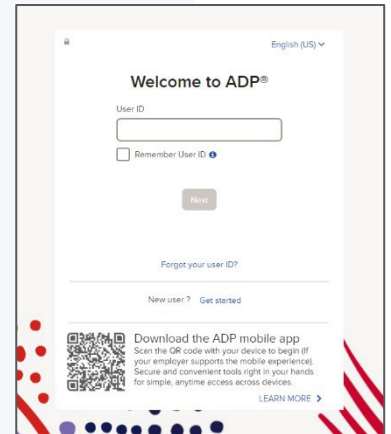 English (US)
Welcome to ADP®
User ID
Remember User ID
Next
Forgot your user ID?
New user ? Get started
Download the ADP mobile app
Scan the QR code with your device to begin (If
your employer supports the mobile experience).
Secure and convenient tools right in your hands
for simple, anytime access across devices.
LEARN MORE